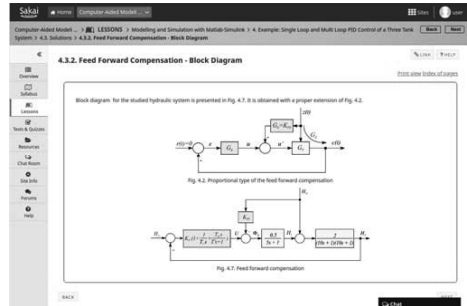 Sakai
Home
Computer-Aided Modell...
Sites
user
Computer-Aided Modell ... > LESSONS > Modelling and Simulation with Matlab-Simulink > 4. Example: Single Loop and Multi Loop PID Control of a Three Tank
System > 4.3. Solutions > 4.3.2. Feed Forward Compensation - Block Diagram
Back
Next
Overview
Syllabus
Lessons
Tests & Quizzes
Resources
Chat Room
Site Info
Forums
Help
4.3.2. Feed Forward Compensation - Block Diagram
LINK
HELP
Print view
Index of pages
Block diagram for the studied hydraulic system is presented in fig. 4.7. It is obtained with a proper extension of Fig. 4.2.
Fig. 4.2. Proportional type of the feed forward compensation
Fig. 4.7. Feed forward compensation
BACK
Chat